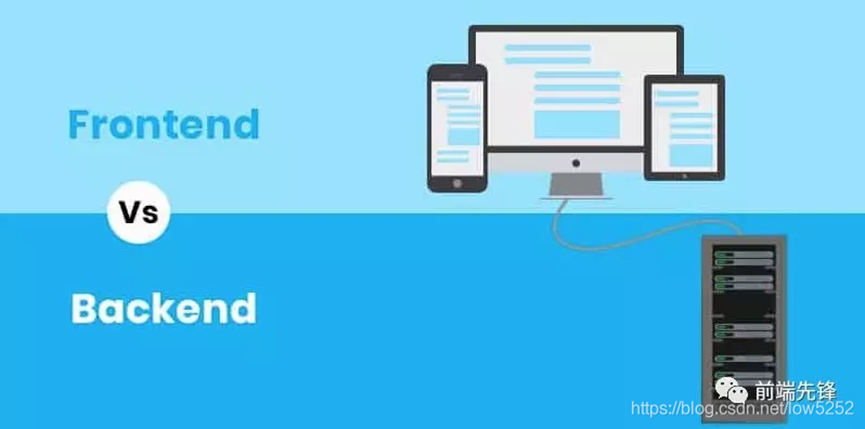 Frontend
Vs
Backend
前端先锋
https://blog.csdn.net/low5252